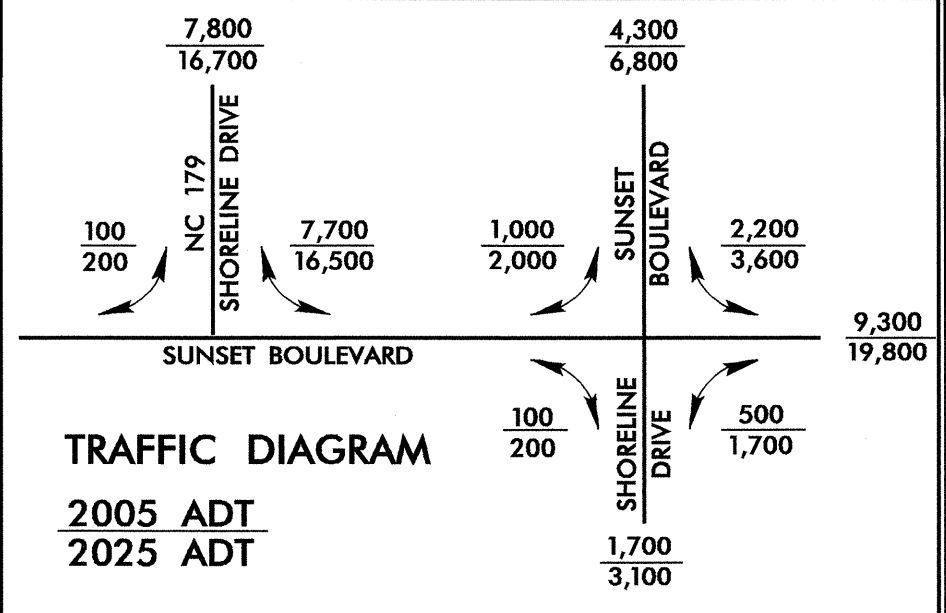 7,800
16,700
4,300
6,800
NC 179
SHORELINE DRIVE
SUNSET
BOULEVARD
100
200
7,700
16,500
1,000
2,000
2,200
3,600
9,300
19,800
SUNSET BOULEVARD
100
200
SHORELINE
DRIVE
500
1,700
TRAFFIC DIAGRAM
2005 ADT
2025 ADT
1,700
3,100